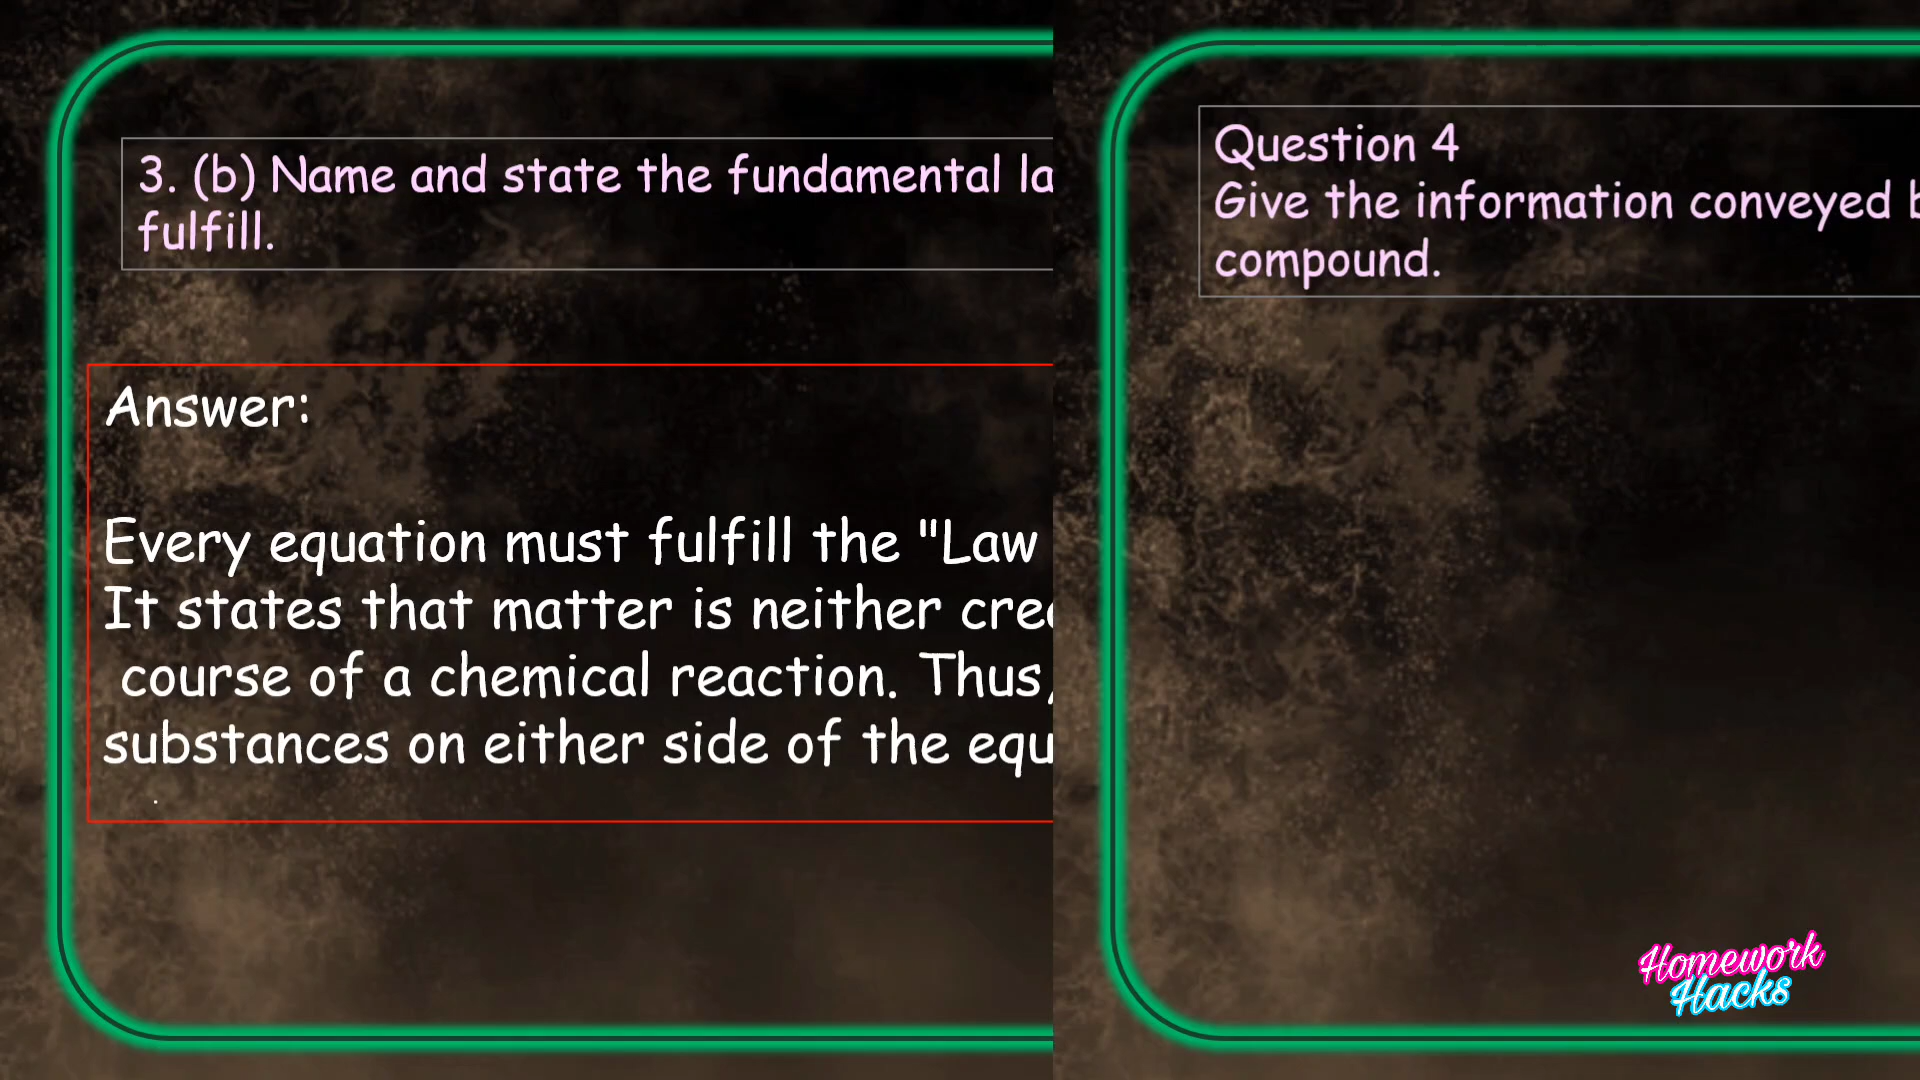 3. (b) Name and state the fundamental la
fulfill.
Answer:
Every equation must fulfill the "Law
It states that matter is neither crea
course of a chemical reaction. Thus,
substances on either side of the equ
.
Question 4
Give the information conveyed b
compound.
Homework
Hacks